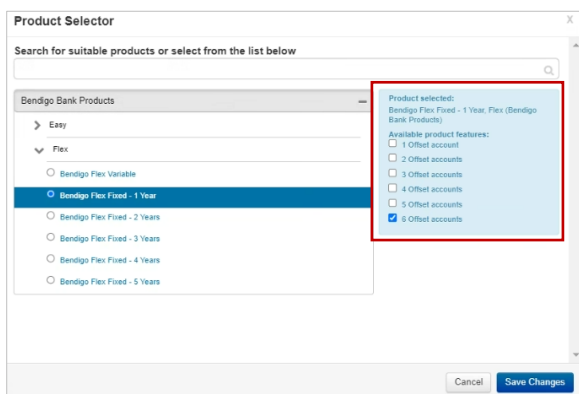 Product Selector
X
Search for suitable products or select from the list below
Bendigo Bank Products
Easy
Flex
Bendigo Flex Variable
Bendigo Flex Fixed - 1 Year
Bendigo Flex Fixed - 2 Years
Bendigo Flex Fixed - 3 Years
Bendigo Flex Fixed - 4 Years
Bendigo Flex Fixed - 5 Years
Product selected:
Bendigo Flex Fixed - 1 Year, Flex (Bendigo
Bank Products)
Available product features:
1 Offset account
2 Offset accounts
3 Offset accounts
4 Offset accounts
5 Offset accounts
6 Offset accounts
Cancel
Save Changes